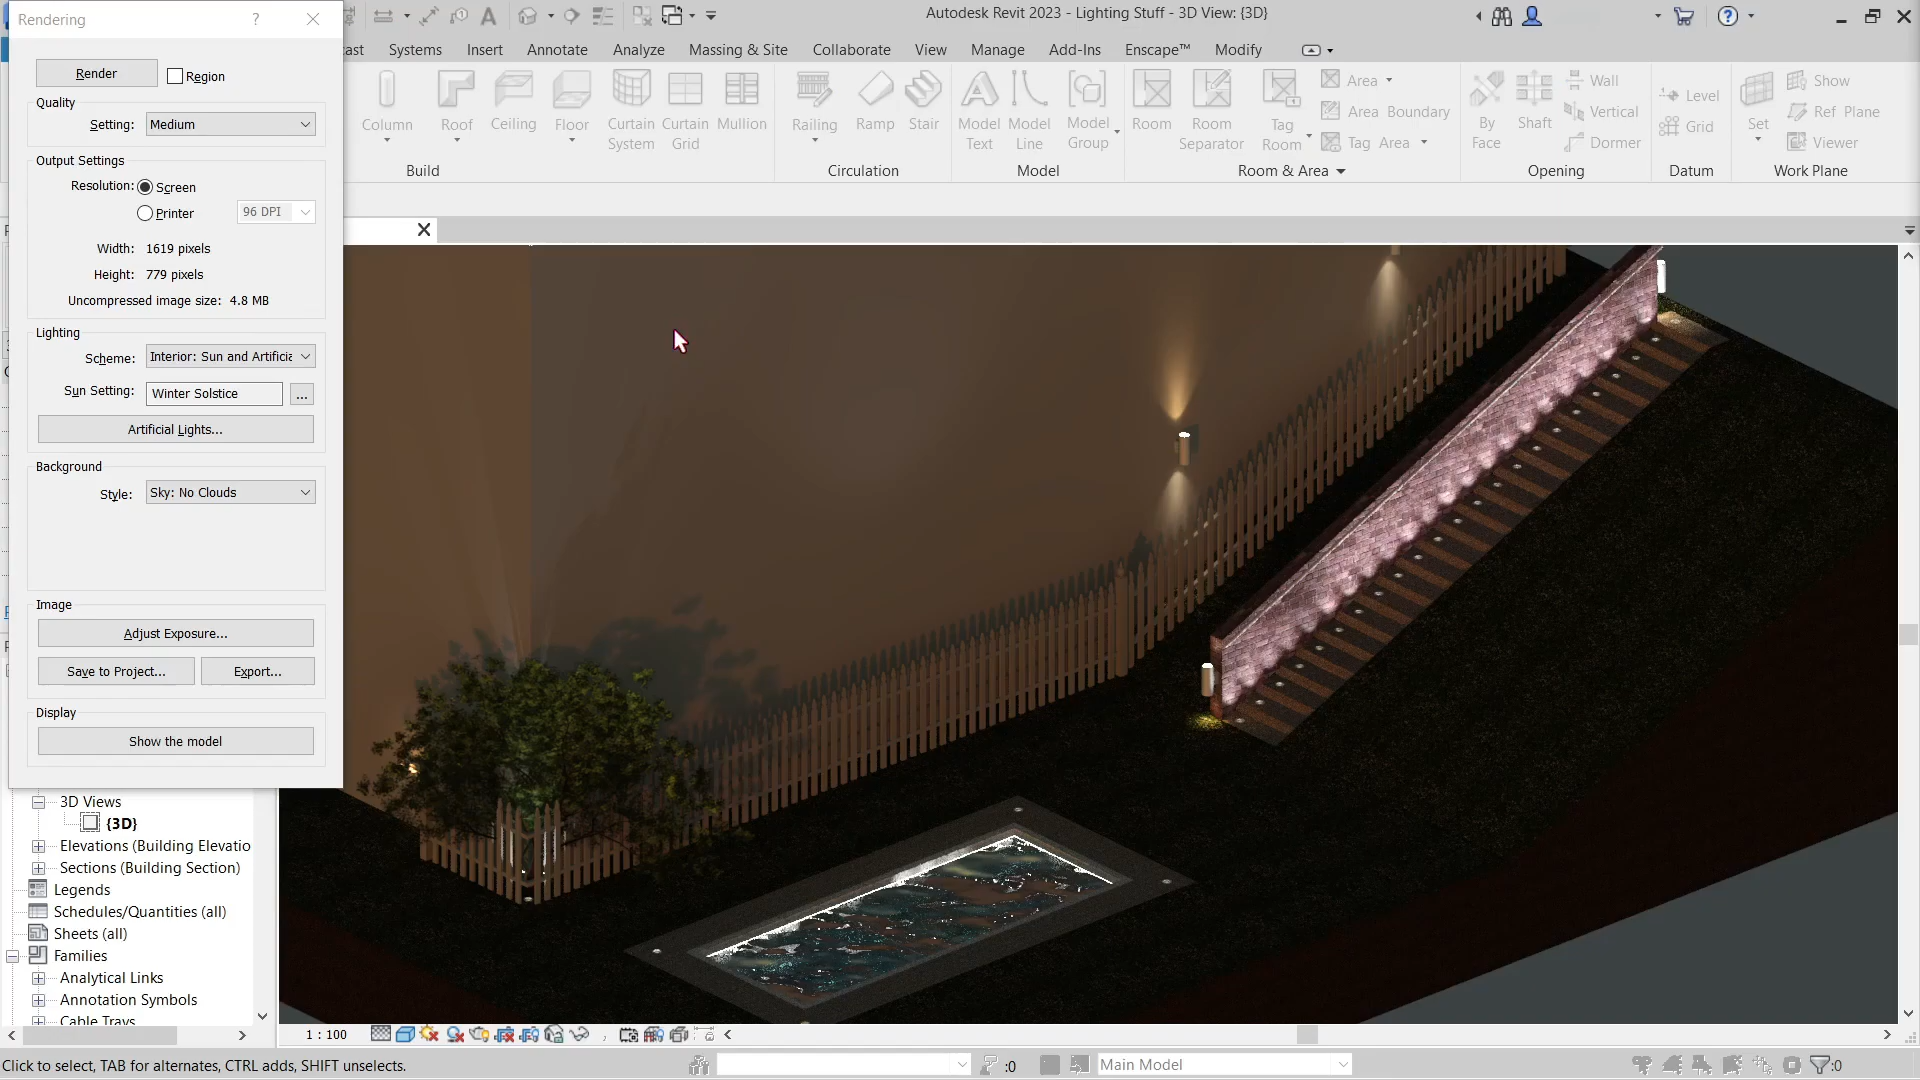 Rendering ?
Autodesk Revit 2023 - Lighting Stuff - 3D View: {3D}
Systems Insert Annotate Analyze Massing & Site Collaborate View Manage Add-Ins Enscape™ Modify
Render Region
Quality
Setting: Medium
Output Settings
Resolution: Screen
Printer 96 DPI
Width: 1619 pixels
Height: 779 pixels
Uncompressed image size: 4.8 MB
Lighting
Scheme: Interior: Sun and Artificia
Sun Setting: Winter Solstice ...
Artificial Lights...
Background
Style: Sky: No Clouds
Image
Adjust Exposure...
Save to Project... Export...
Display
Show the model
Column
Roof
Ceiling
Floor
Curtain System
Curtain Grid
Mullion
Build
Railing
Ramp
Stair
Circulation
Model Text
Model Line
Model Group
Model
Room
Room Separator
Tag Room
Area
Area Boundary
Tag Area
Room & Area
By Face
Shaft
Wall
Vertical
Dormer
Opening
Level
Grid
Datum
Set
Show
Ref Plane
Viewer
Work Plane
3D Views
{3D}
Elevations (Building Elevatio
Sections (Building Section)
Legends
Schedules/Quantities (all)
Sheets (all)
Families
Analytical Links
Annotation Symbols
Cable Trays
1 : 100
Click to select, TAB for alternates, CTRL adds, SHIFT unselects.
:0
Main Model
:0